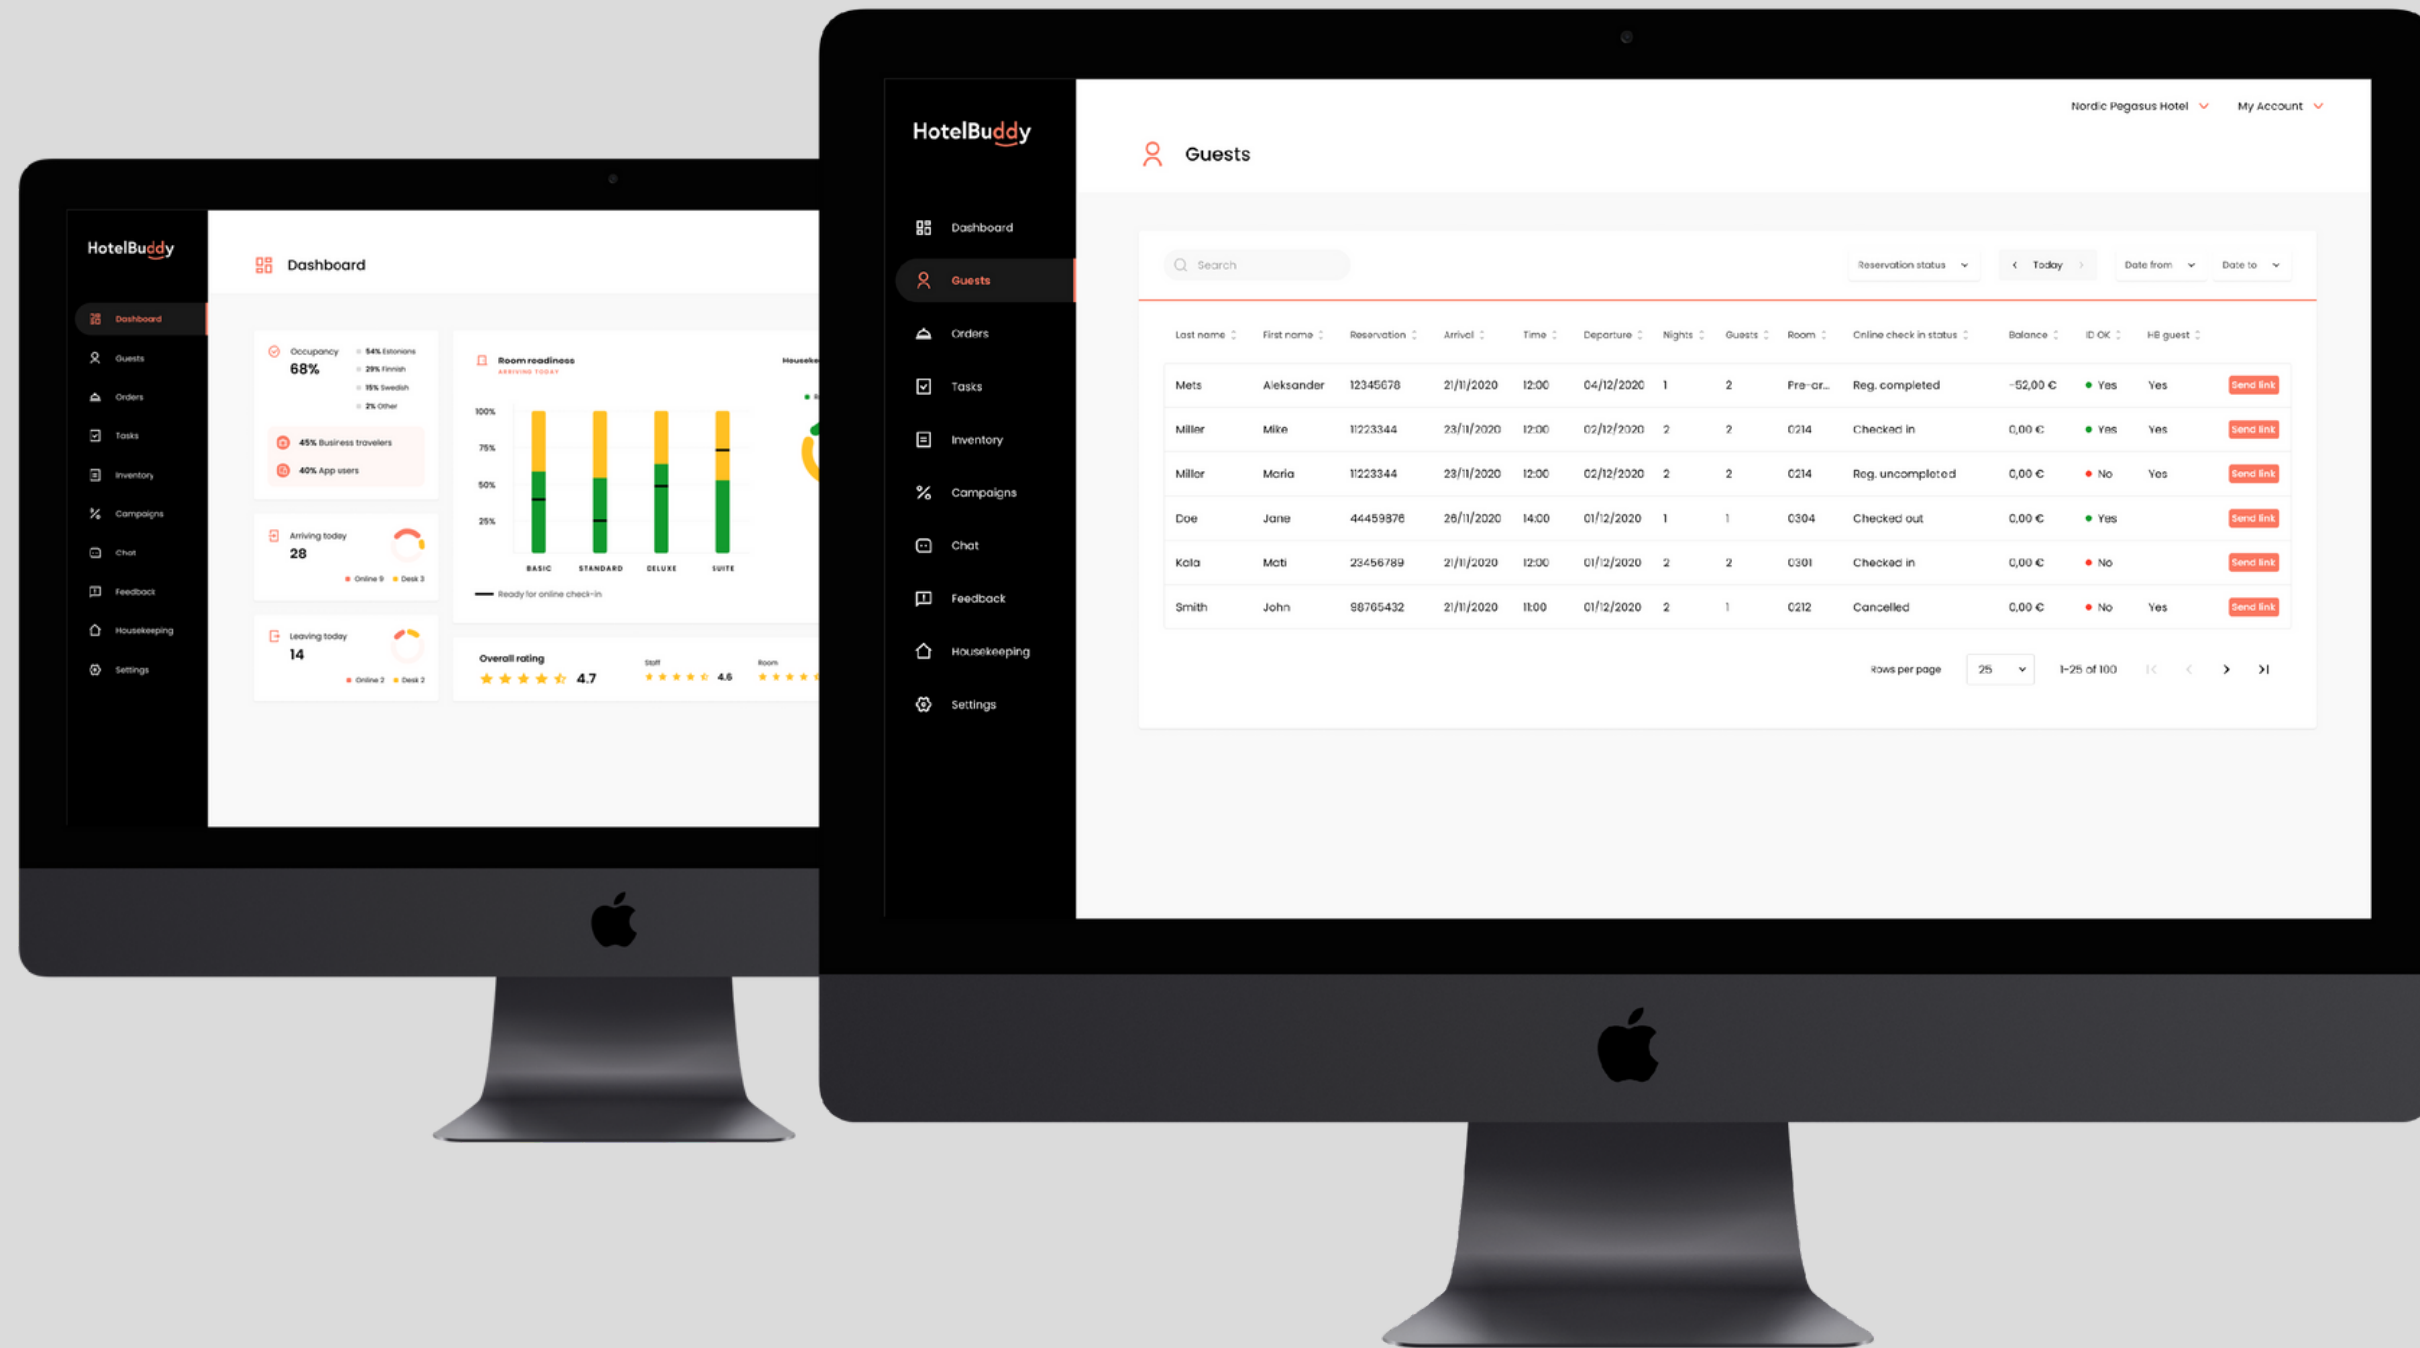 HotelBuddy
Dashboard
Dashboard
Guests
Orders
Tasks
Inventory
Campaigns
Chat
Feedback
Housekeeping
Settings
Occupancy
68%
54% Estonians
29% Finnish
15% Swedish
2% Other
45% Business travelers
40% App users
Arriving today
28
Online 9 Desk 3
Leaving today
14
Online 2 Desk 2
Room readiness
ARRIVING TODAY
100%
75%
50%
25%
BASIC STANDARD DELUXE SUITE
Ready for online check-in
Houseke
Overall rating
4.7
Staff
4.6
Room
HotelBuddy
Nordic Pegasus Hotel My Account
Guests
Dashboard
Guests
Orders
Tasks
Inventory
Campaigns
Chat
Feedback
Housekeeping
Settings
Search Reservation status Today Date from Date to
Last name First name Reservation Arrival Time Departure Nights Guests Room Online check in status Balance ID OK HB guest
Mets Aleksander 12345678 21/11/2020 12:00 04/12/2020 1 2 Pre-ar... Reg. completed -52,00 € Yes Yes Send link
Miller Mike 11223344 23/11/2020 12:00 02/12/2020 2 2 0214 Checked in 0,00 € Yes Yes Send link
Miller Maria 11223344 23/11/2020 12:00 02/12/2020 2 2 0214 Reg. uncompleted 0,00 € No Yes Send link
Doe Jane 44459876 26/11/2020 14:00 01/12/2020 1 1 0304 Checked out 0,00 € Yes Send link
Kala Mati 23456789 21/11/2020 12:00 01/12/2020 2 2 0301 Checked in 0,00 € No Send link
Smith John 98765432 21/11/2020 11:00 01/12/2020 2 1 0212 Cancelled 0,00 € No Yes Send link
Rows per page 25 1-25 of 100